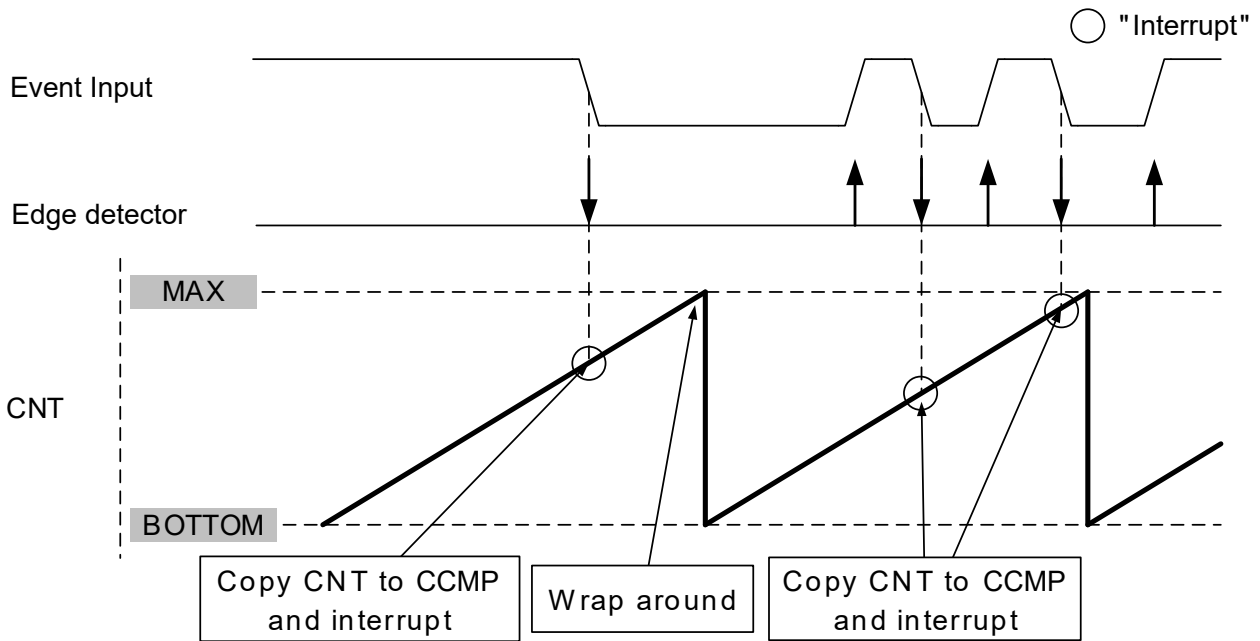 "Interrupt"
Event Input
Edge detector
MAX
CNT
BOTTOM
Copy CNT to CCMP
and interrupt
Wrap around
Copy CNT to CCMP
and interrupt